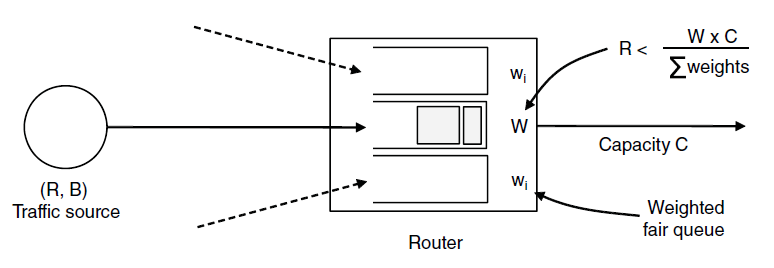 (R, B)
Traffic source
wᵢ
W
wᵢ
Router
R < W x C / ∑ weights
Capacity C
Weighted
fair queue